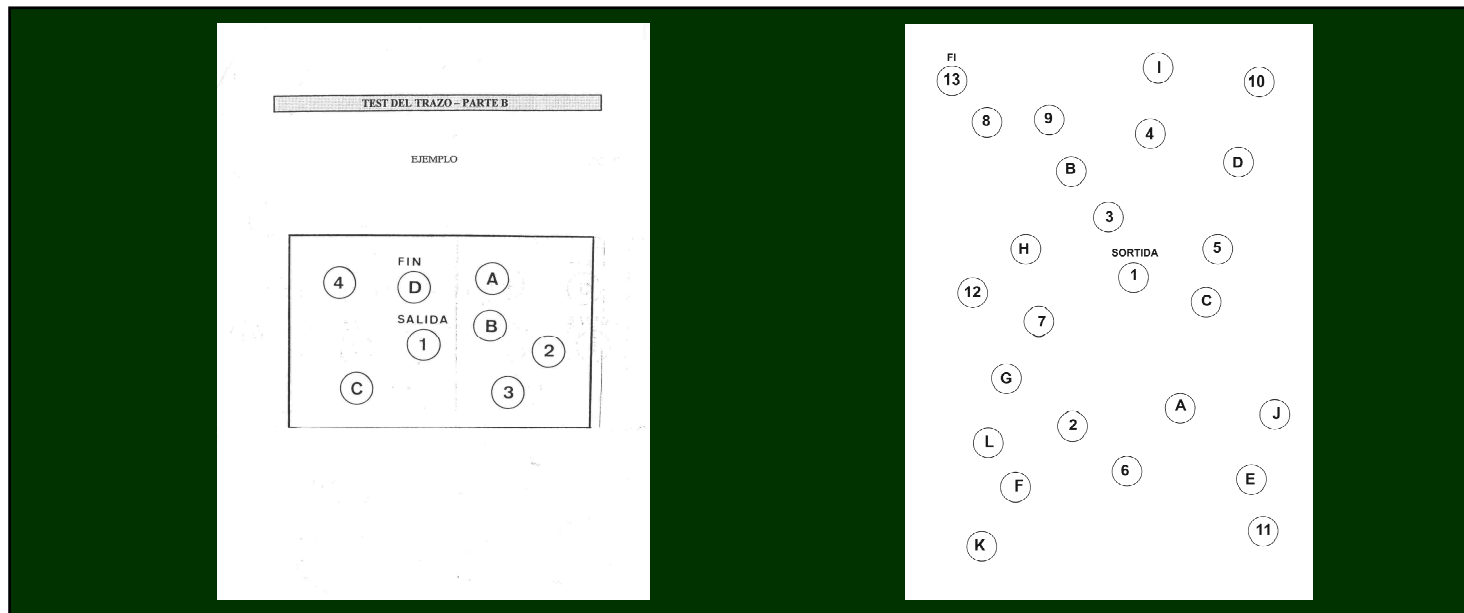 TEST DEL TRAZO – PARTE B
EJEMPLO
FIN
4 D A
SALIDA
B
1 2
C 3
FI
13 I 10
8 9 4
B D
3
H 5
SORTIDA
1
12 C
7
G
A J
2
L
6 E
F
11
K